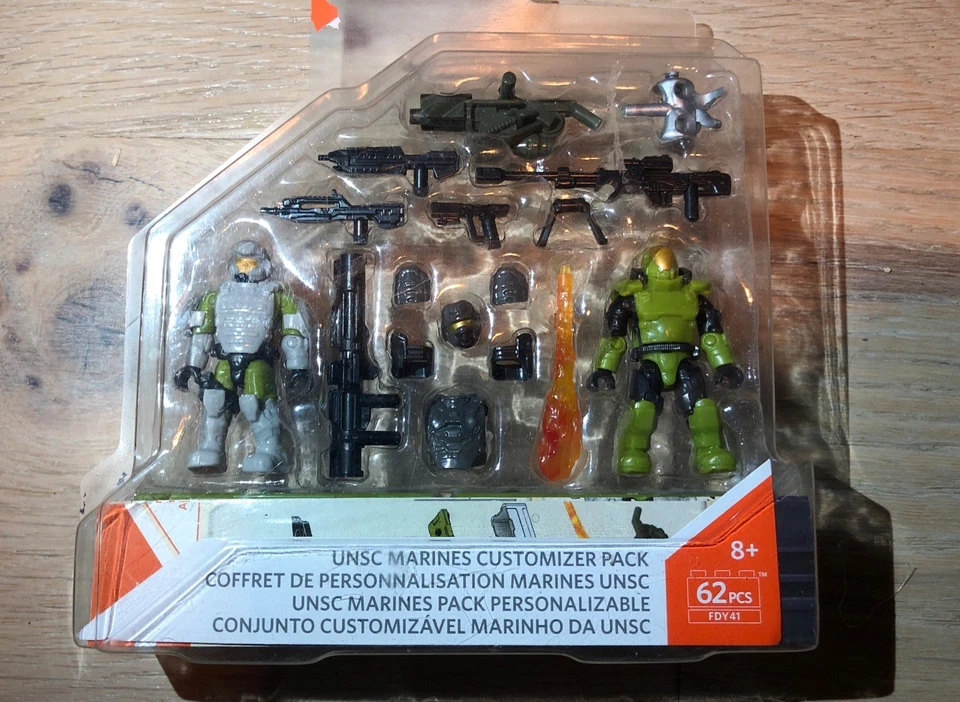 UNSC MARINES CUSTOMIZER PACK
COFFRET DE PERSONNALISATION MARINES UNSC
UNSC MARINES PACK PERSONALIZABLE
CONJUNTO CUSTOMIZÁVEL MARINHO DA UNSC
8+
62 PCS™
FDY41